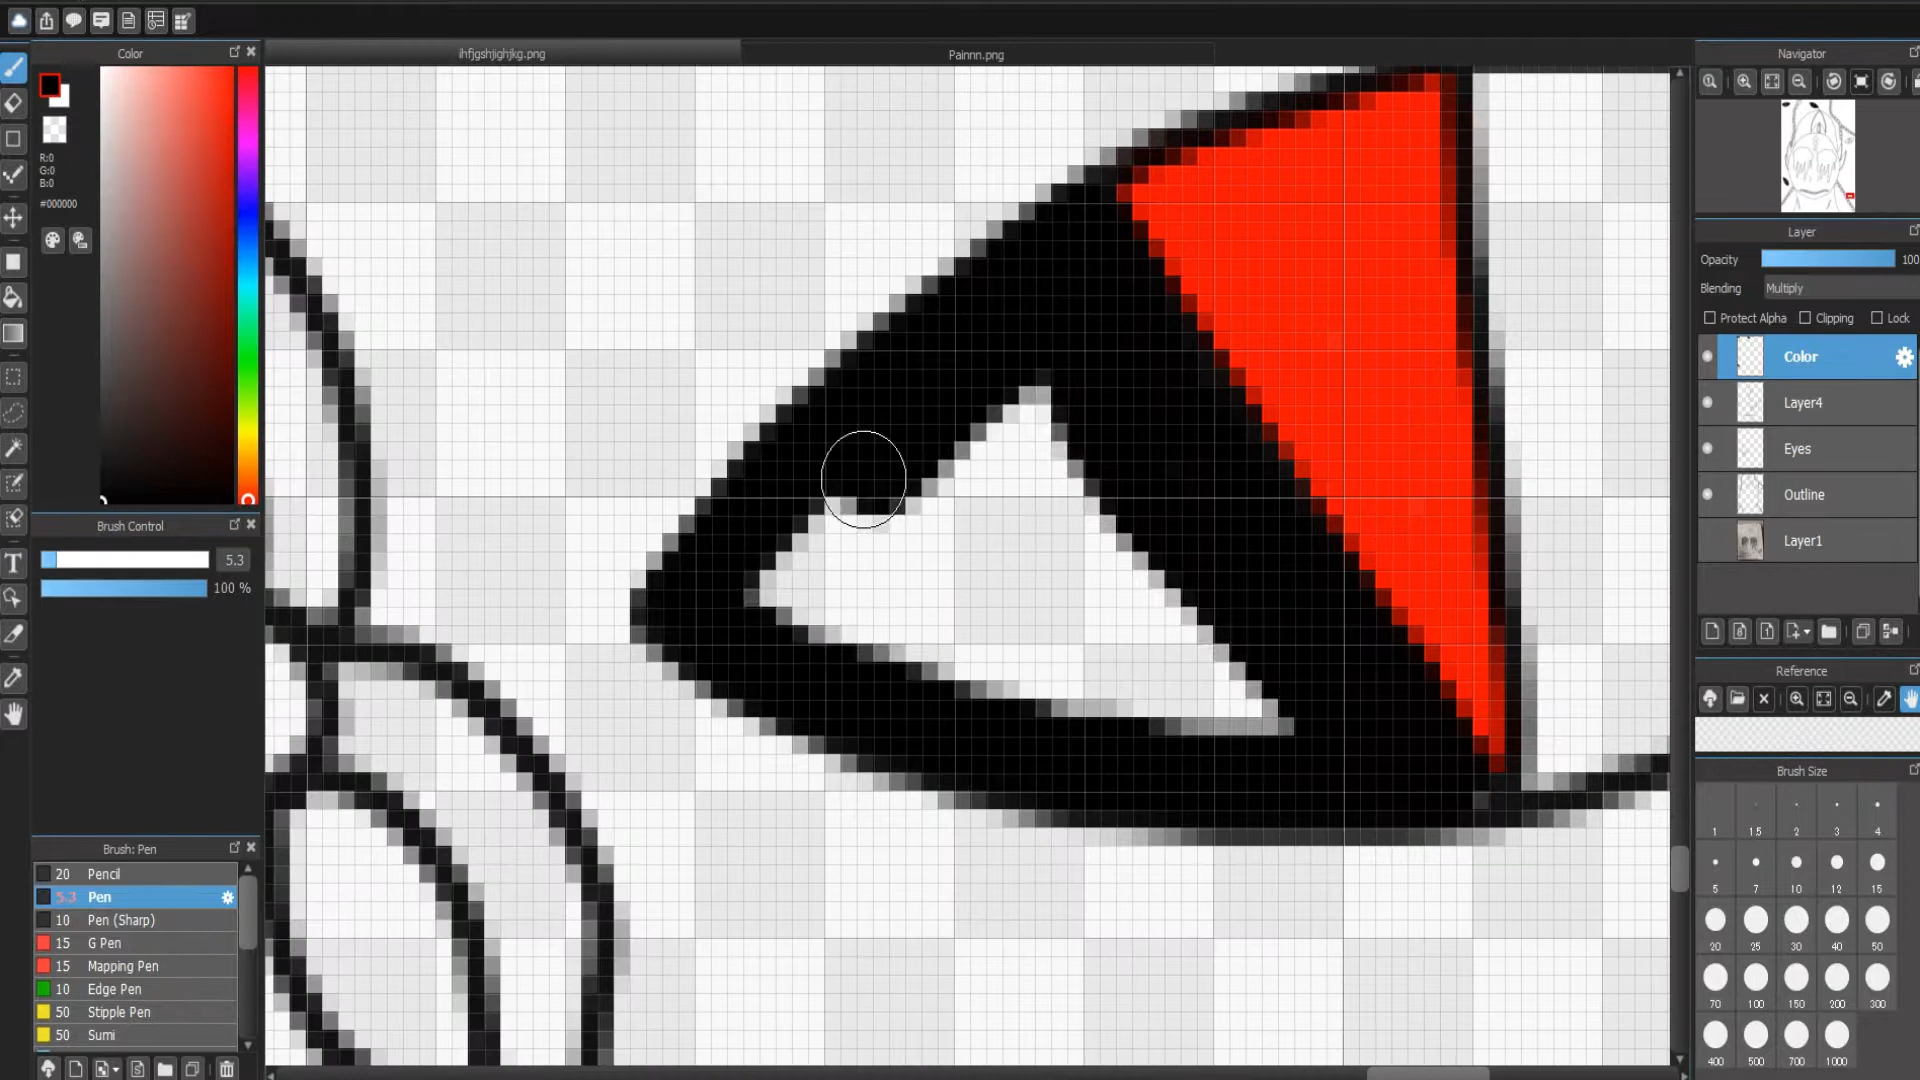 ihfjgshjighjkg.png
Painnn.png
Color
R:0
G:0
B:0
#000000
Brush Control
5.3
100 %
Brush: Pen
20 Pencil
5.3 Pen
10 Pen (Sharp)
15 G Pen
15 Mapping Pen
10 Edge Pen
50 Stipple Pen
50 Sumi
T
Navigator
Layer
Opacity 100
Blending Multiply
Protect Alpha Clipping Lock
Color
Layer4
Eyes
Outline
Layer1
Reference
Brush Size
1 1.5 2 3 4
5 7 10 12 15
20 25 30 40 50
70 100 150 200 300
400 500 700 1000